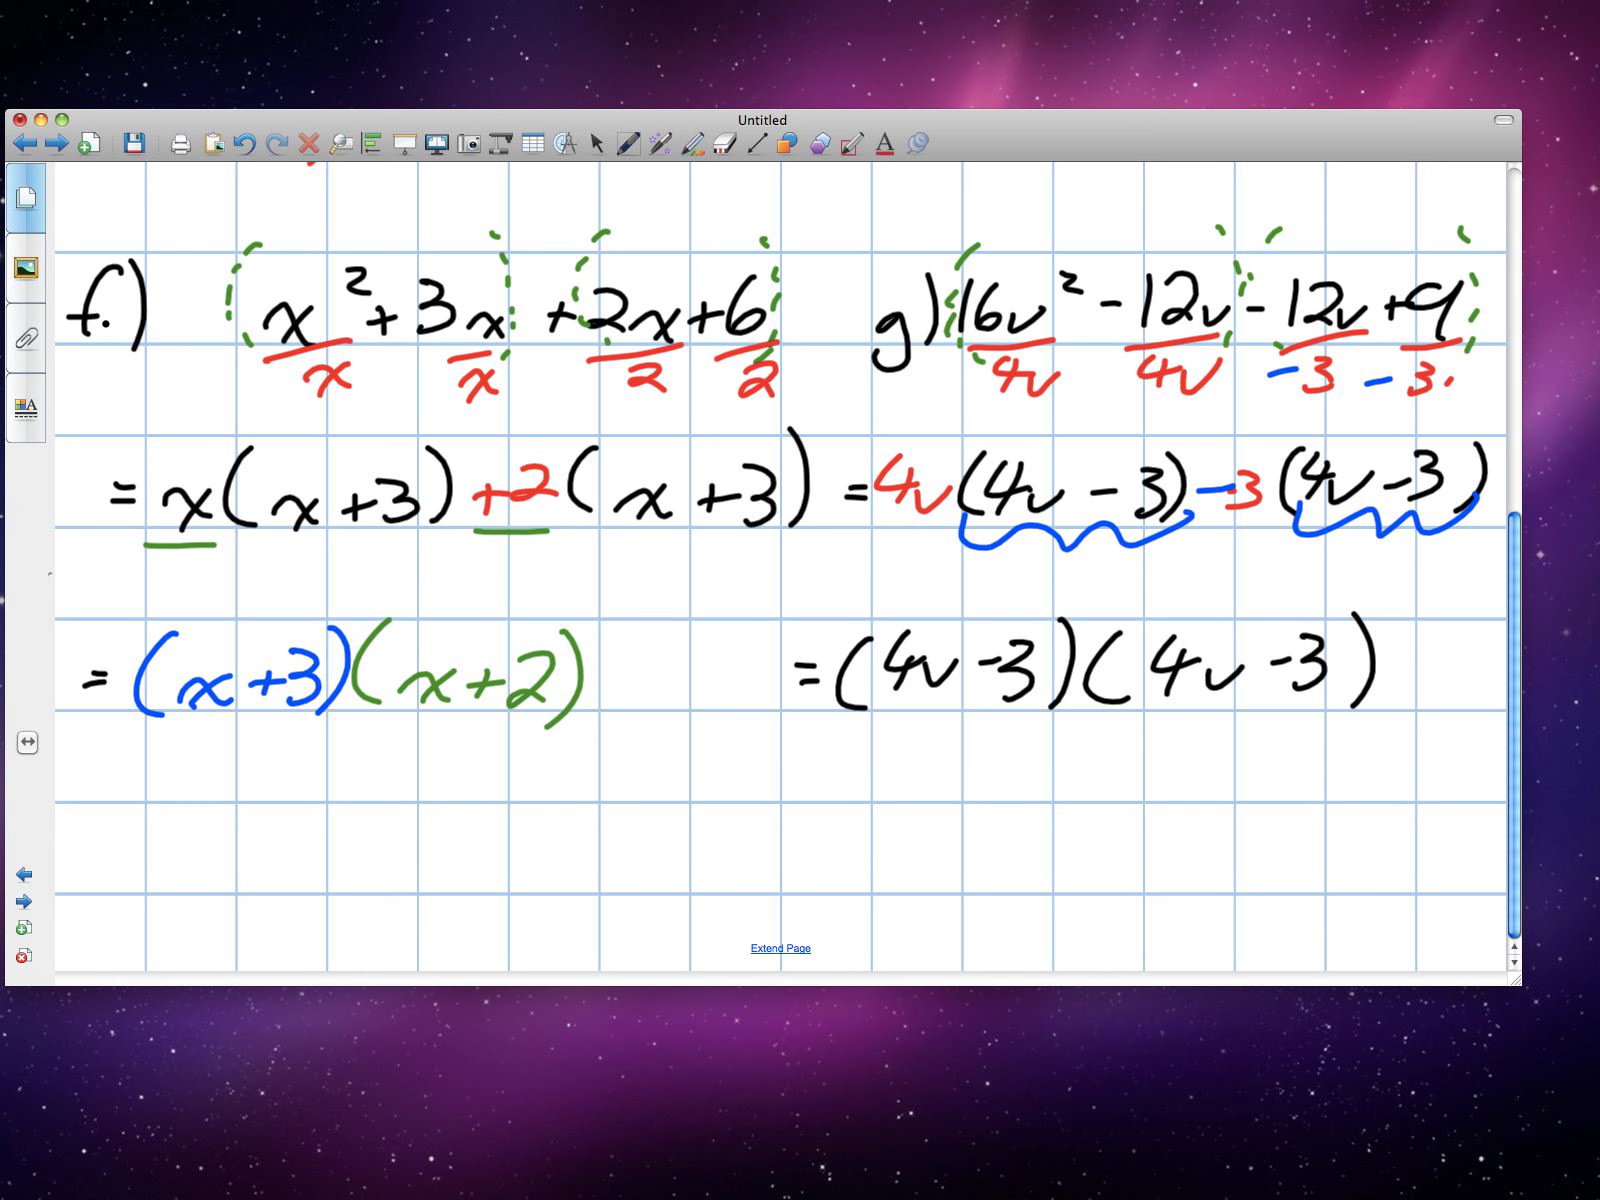 Untitled
f.) x² + 3x + 2x + 6
x x 2 2
= x(x + 3) + 2(x + 3)
= (x + 3)(x + 2)
g) 16v² - 12v - 12v + 9
4v 4v -3 -3.
= 4v(4v - 3) - 3(4v - 3)
= (4v - 3)(4v - 3)
Extend Page